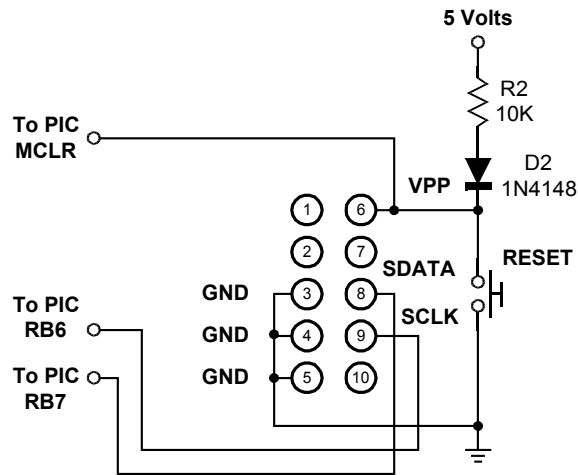 5 Volts
R2
10K
To PIC
MCLR
D2
1N4148
VPP
1
6
2
7
SDATA
RESET
GND
3
8
SCLK
To PIC
RB6
GND
4
9
To PIC
RB7
GND
5
10